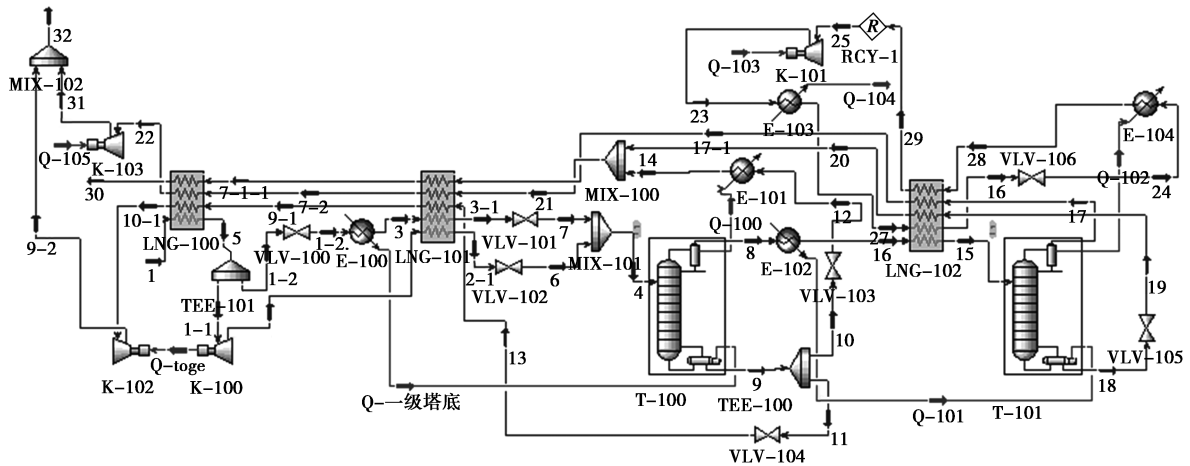 32
MIX-102
31
22
Q-105
K-103
30
10-1
LNG-100
7-1-1
7-2
9-1
5
1
9-2
TEE-101
1-2
VLV-100
1-2.
E-100
3
LNG-101
1-1
Q-toge
K-102
K-100
3-1
21
VLV-101
7
2-1
VLV-102
6
MIX-101
4
13
Q-一级塔底
MIX-100
14
17-1
20
E-101
Q-100
8
E-102
12
VLV-103
10
9
T-100
TEE-100
11
VLV-104
Q-103
K-101
25
RCY-1
R
Q-104
23
E-103
29
28
VLV-106
16
Q-102
24
E-104
17
27
16
LNG-102
15
19
VLV-105
18
T-101
Q-101